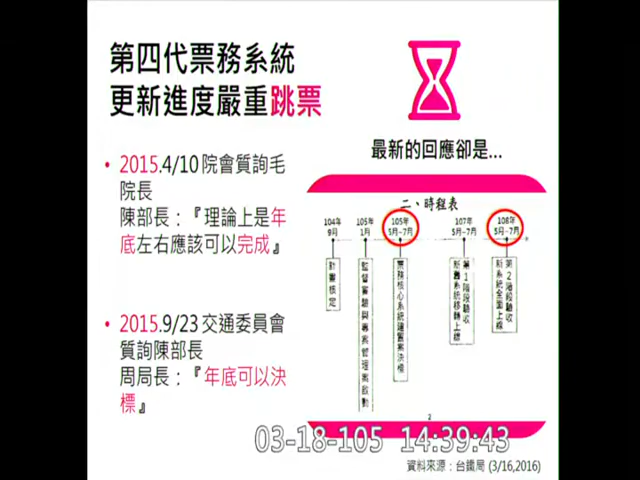 第四代票務系統
更新進度嚴重跳票
• 2015.4/10 院會質詢毛
院長
陳部長：『理論上是年
底左右應該可以完成』
• 2015.9/23 交通委員會
質詢陳部長
周局長：『年底可以決
標』
最新的回應卻是...
二、時程表
104年
9月
105年
1月
105年
5月~7月
107年
5月~7月
108年
5月~7月
計畫核定
監督審驗與專案管理案啟動
票務核心系統建置案決標
第1階段驗收
新舊系統移轉上線
第2階段驗收
新系統全面上線
2
03-18-105 14:39:43
資料來源：台鐵局 (3/16,2016)